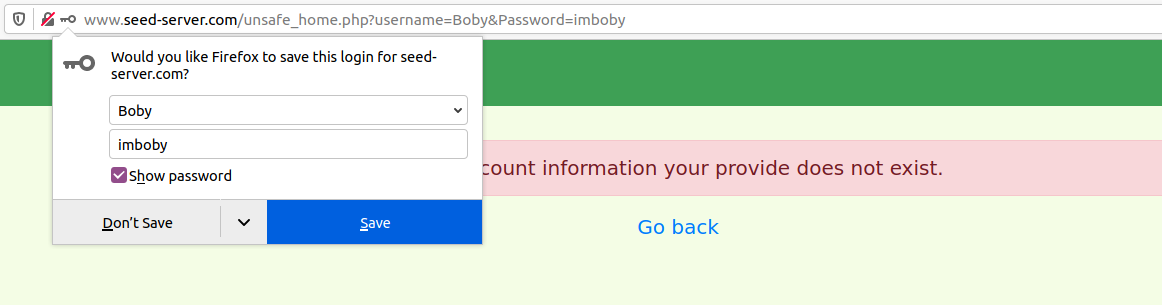 www.seed-server.com/unsafe_home.php?username=Boby&Password=imboby
Would you like Firefox to save this login for seed-
server.com?
Boby
imboby
Show password
Don't Save
Save
count information your provide does not exist.
Go back